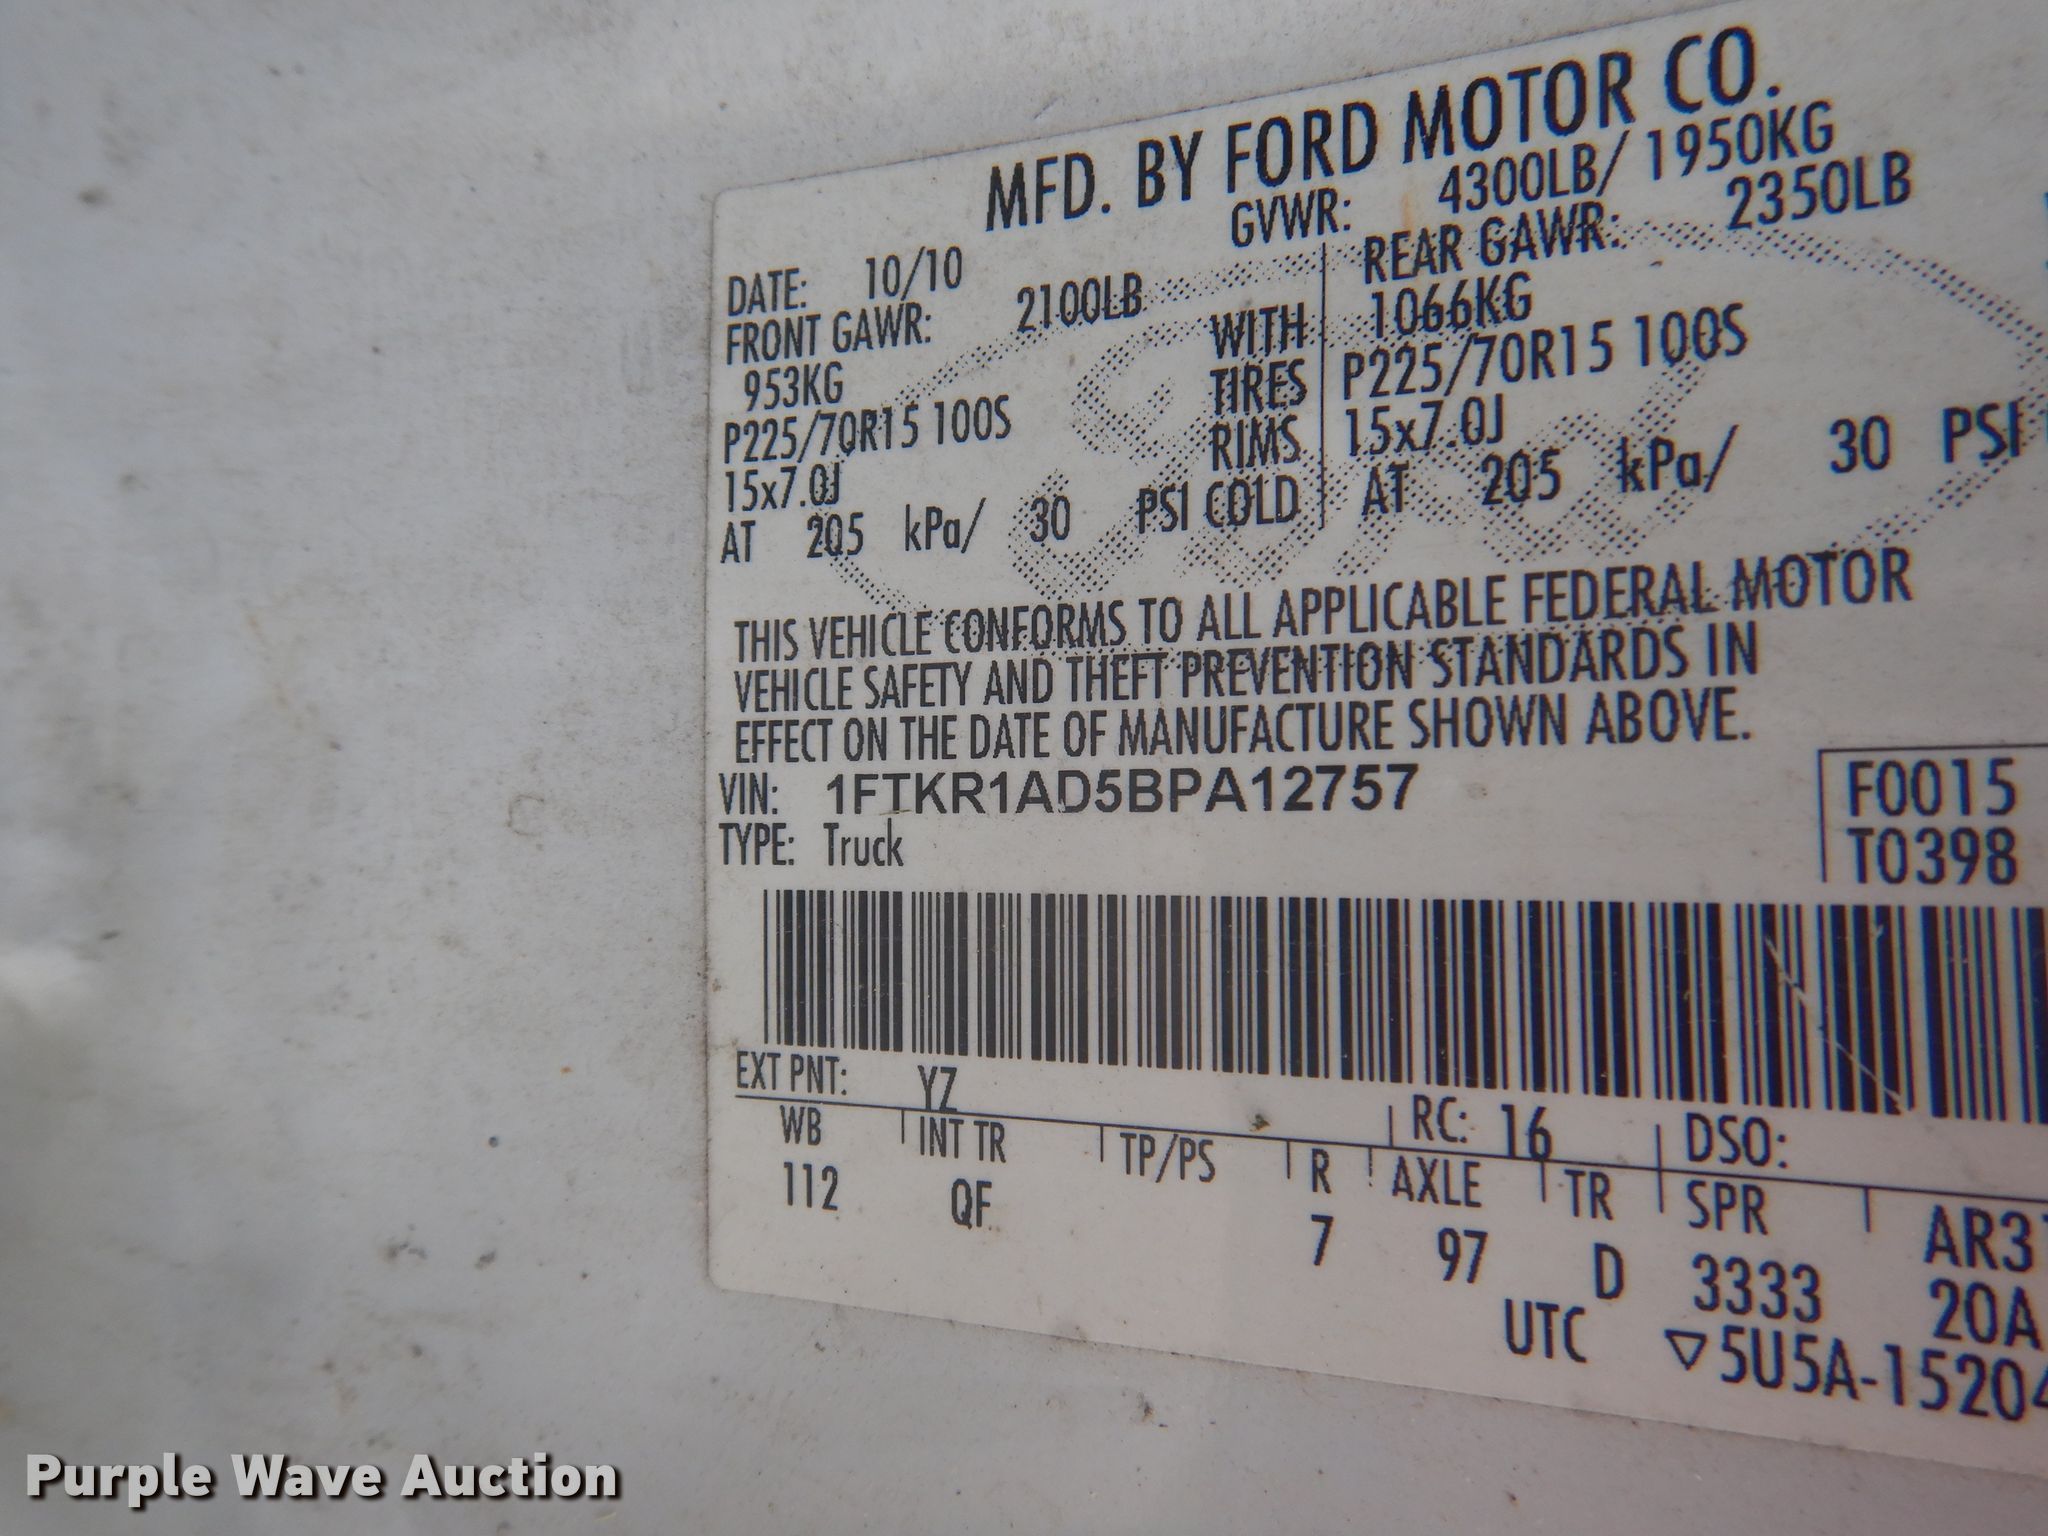 MFD. BY FORD MOTOR CO.
DATE: 10/10 GVWR: 4300LB/ 1950KG
FRONT GAWR: 2100LB REAR GAWR: 2350LB
953KG WITH 1066KG
P225/70R15 100S TIRES P225/70R15 100S
15x7.0J RIMS 15x7.0J
AT 205 kPa/ 30 PSI COLD AT 205 kPa/ 30 PSI
THIS VEHICLE CONFORMS TO ALL APPLICABLE FEDERAL MOTOR
VEHICLE SAFETY AND THEFT PREVENTION STANDARDS IN
EFFECT ON THE DATE OF MANUFACTURE SHOWN ABOVE.
VIN: 1FTKR1AD5BPA12757
TYPE: Truck
F0015
T0398
EXT PNT: YZ RC: 16 DSO:
WB INT TR TP/PS R AXLE TR SPR
112 QF 7 97 D 3333
AR3
20A
UTC ▽5U5A-15204
Purple Wave Auction